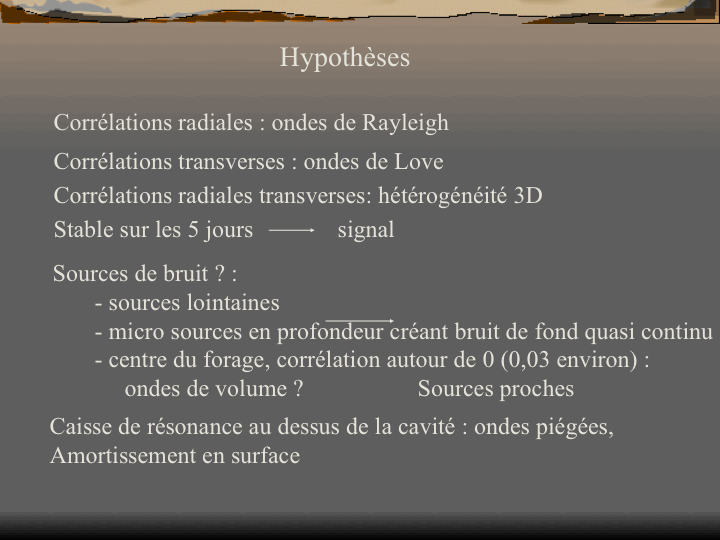 Hypothèses
Corrélations radiales : ondes de Rayleigh
Corrélations transverses : ondes de Love
Corrélations radiales transverses: hétérogénéité 3D
Stable sur les 5 jours signal
Sources de bruit ? :
- sources lointaines
- micro sources en profondeur créant bruit de fond quasi continu
- centre du forage, corrélation autour de 0 (0,03 environ) :
ondes de volume ? Sources proches
Caisse de résonance au dessus de la cavité : ondes piégées,
Amortissement en surface